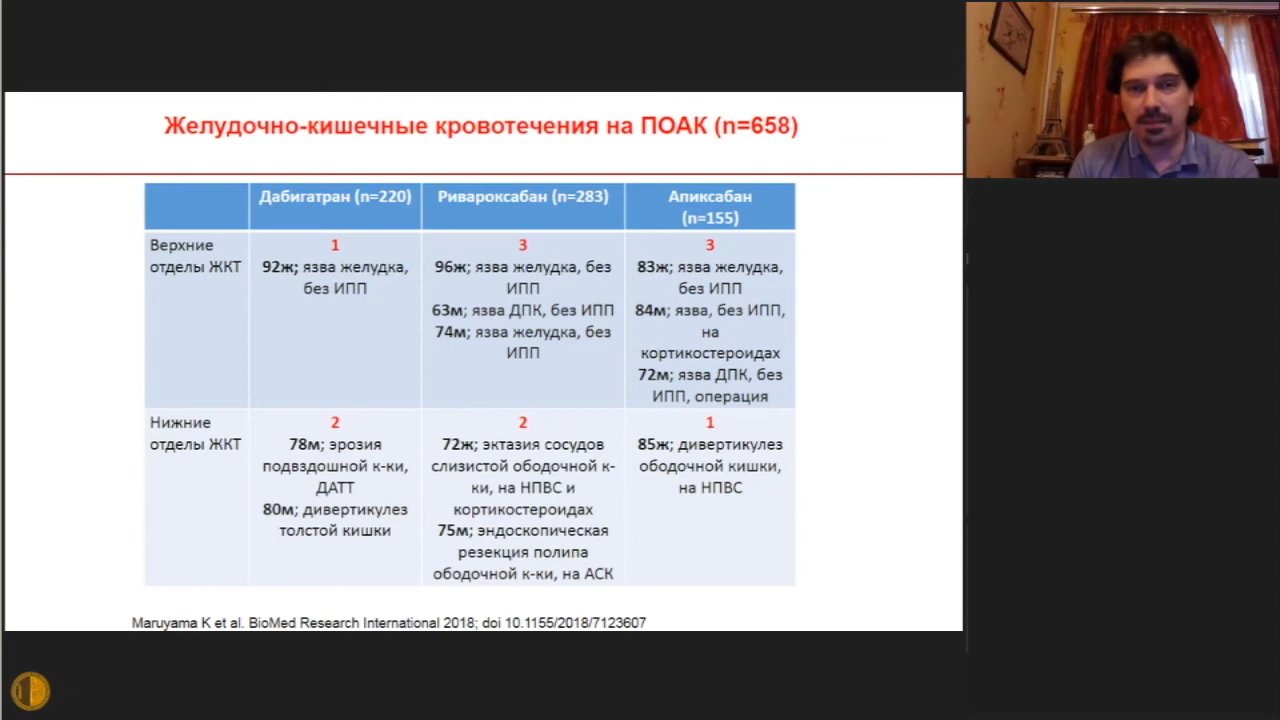 Желудочно-кишечные кровотечения на ПОАК (n=658)
Дабигатран (n=220)
Ривароксабан (n=283)
Апиксабан
(n=155)
Верхние
отделы ЖКТ
1
92ж; язва желудка,
без ИПП
3
96ж; язва желудка, без
ИПП
63м; язва ДПК, без ИПП
74м; язва желудка, без
ИПП
3
83ж; язва желудка,
без ИПП
84м; язва, без ИПП,
на
кортикостероидах
72м; язва ДПК, без
ИПП, операция
Нижние
отделы ЖКТ
2
78м; эрозия
подвздошной к-ки,
ДАТТ
80м; дивертикулез
толстой кишки
2
72ж; эктазия сосудов
слизистой ободочной к-
ки, на НПВС и
кортикостероидах
75м; эндоскопическая
резекция полипа
ободочной к-ки, на АСК
1
85ж; дивертикулез
ободочной кишки,
на НПВС
Maruyama K et al. BioMed Research International 2018; doi 10.1155/2018/7123607